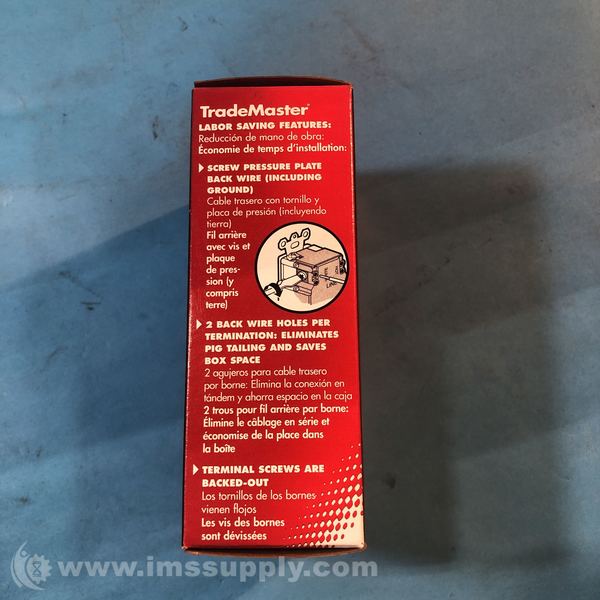 TradeMaster®
LABOR SAVING FEATURES:
Reducción de mano de obra:
Économie de temps d'installation:
SCREW PRESSURE PLATE
BACK WIRE (INCLUDING
GROUND)
Cable trasero con tornillo y
placa de presión (incluyendo
tierra)
Fil arrière
avec vis et
plaque
de pres-
sion (y
compris
terre)
2 BACK WIRE HOLES PER
TERMINATION: ELIMINATES
PIG TAILING AND SAVES
BOX SPACE
2 agujeros para cable trasero
por borne: Elimina la conexión en
tándem y ahorra espacio en la caja
2 trous pour fil arrière par borne:
Élimine le câblage en série et
économise de la place dans
la boîte
TERMINAL SCREWS ARE
BACKED-OUT
Los tornillos de los bornes
vienen flojos
Les vis des bornes
sont dévissées
www.imssupply.com